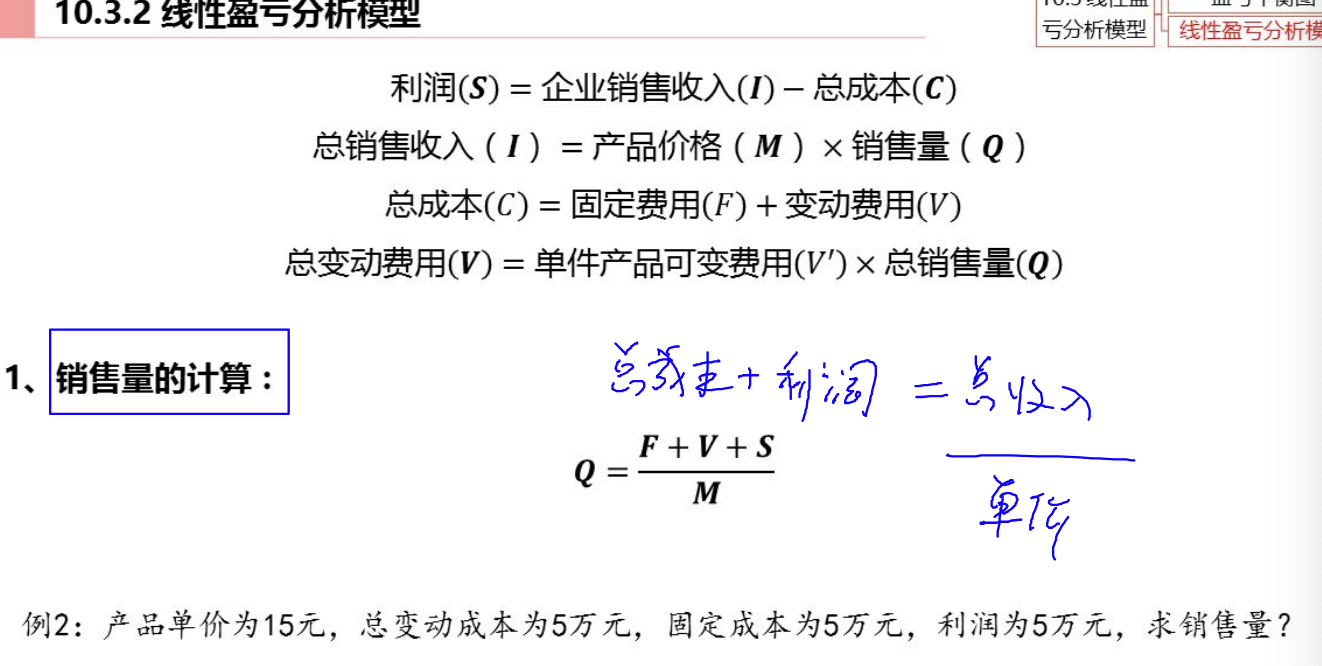 10.3.2 线性盈亏分析模型
亏分析模型
线性盈亏分析模
利润(S) = 企业销售收入(I) − 总成本(C)
总销售收入（I）= 产品价格（M）× 销售量（Q）
总成本(C) = 固定费用(F) + 变动费用(V)
总变动费用(V) = 单件产品可变费用(V′) × 总销售量(Q)
1、销售量的计算：
总成本 + 利润 = 总收入
单价
Q = (F + V + S) / M
例2：产品单价为15元，总变动成本为5万元，固定成本为5万元，利润为5万元，求销售量？